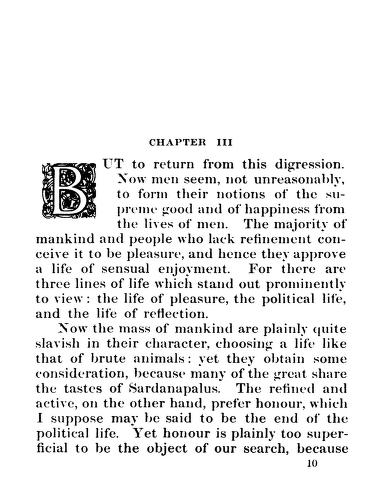 CHAPTER III
BUT to return from this digression.
Now men seem, not unreasonably,
to form their notions of the su-
preme good and of happiness from
the lives of men. The majority of
mankind and people who lack refinement con-
ceive it to be pleasure, and hence they approve
a life of sensual enjoyment. For there are
three lines of life which stand out prominently
to view: the life of pleasure, the political life,
and the life of reflection.
Now the mass of mankind are plainly quite
slavish in their character, choosing a life like
that of brute animals: yet they obtain some
consideration, because many of the great share
the tastes of Sardanapalus. The refined and
active, on the other hand, prefer honour, which
I suppose may be said to be the end of the
political life. Yet honour is plainly too super-
ficial to be the object of our search, because
10